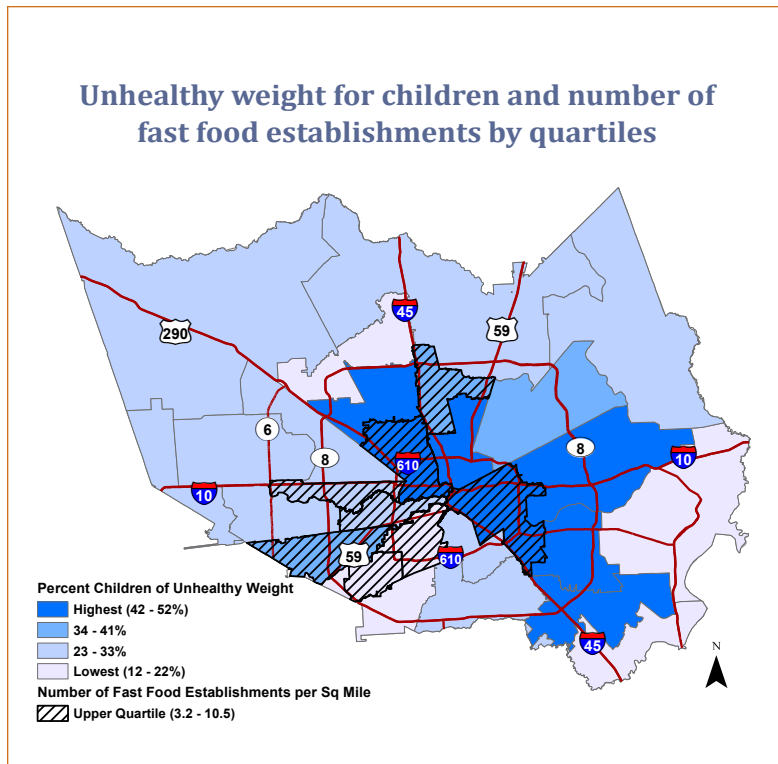 Unhealthy weight for children and number of
fast food establishments by quartiles
45
59
290
6
8
8
610
10
10
59
610
45
Percent Children of Unhealthy Weight
Highest (42 - 52%)
34 - 41%
23 - 33%
Lowest (12 - 22%)
Number of Fast Food Establishments per Sq Mile
Upper Quartile (3.2 - 10.5)
N